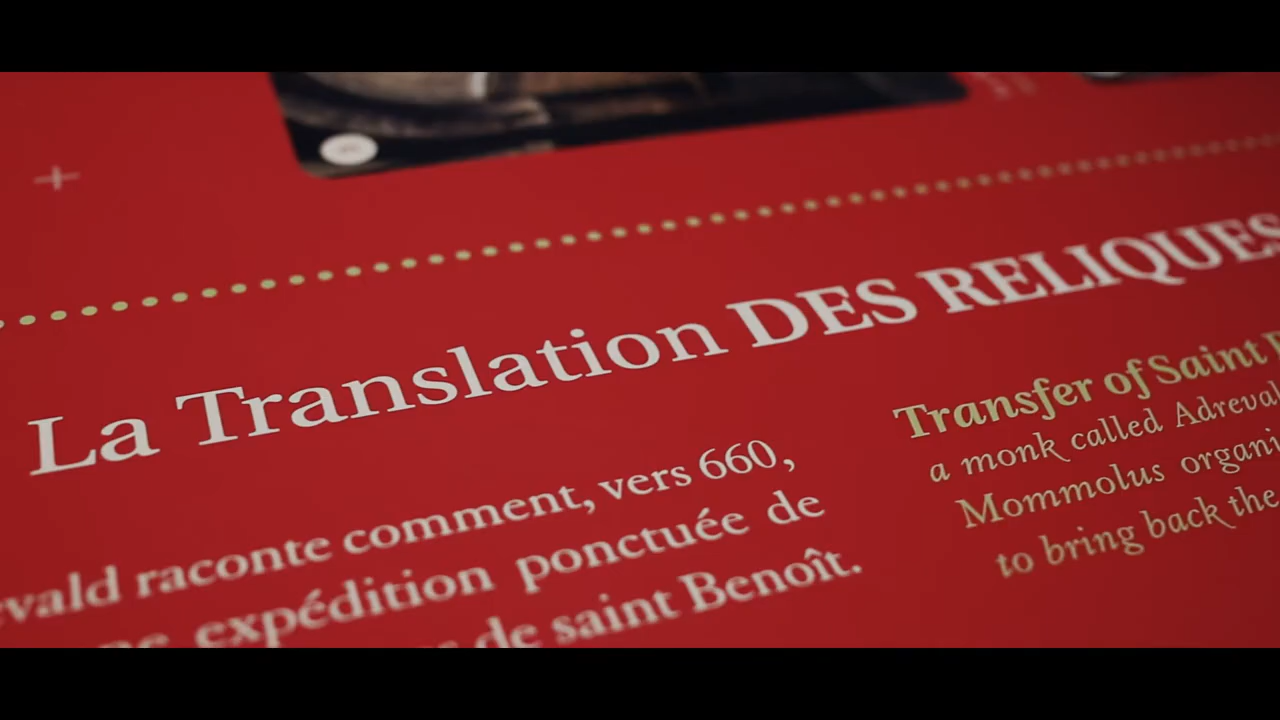 La Translation DES RELIQUES
vald raconte comment, vers 660,
expédition ponctuée de
de saint Benoît.
Transfer of Saint
a monk called Adreval
Mommolus organi
to bring back the